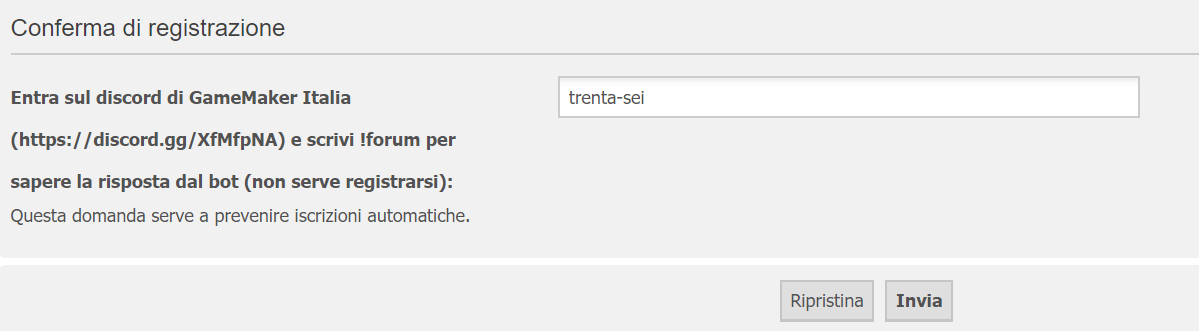 Conferma di registrazione
Entra sul discord di GameMaker Italia
trenta-sei
(https://discord.gg/XfMfpNA) e scrivi !forum per
sapere la risposta dal bot (non serve registrarsi):
Questa domanda serve a prevenire iscrizioni automatiche.
Ripristina Invia